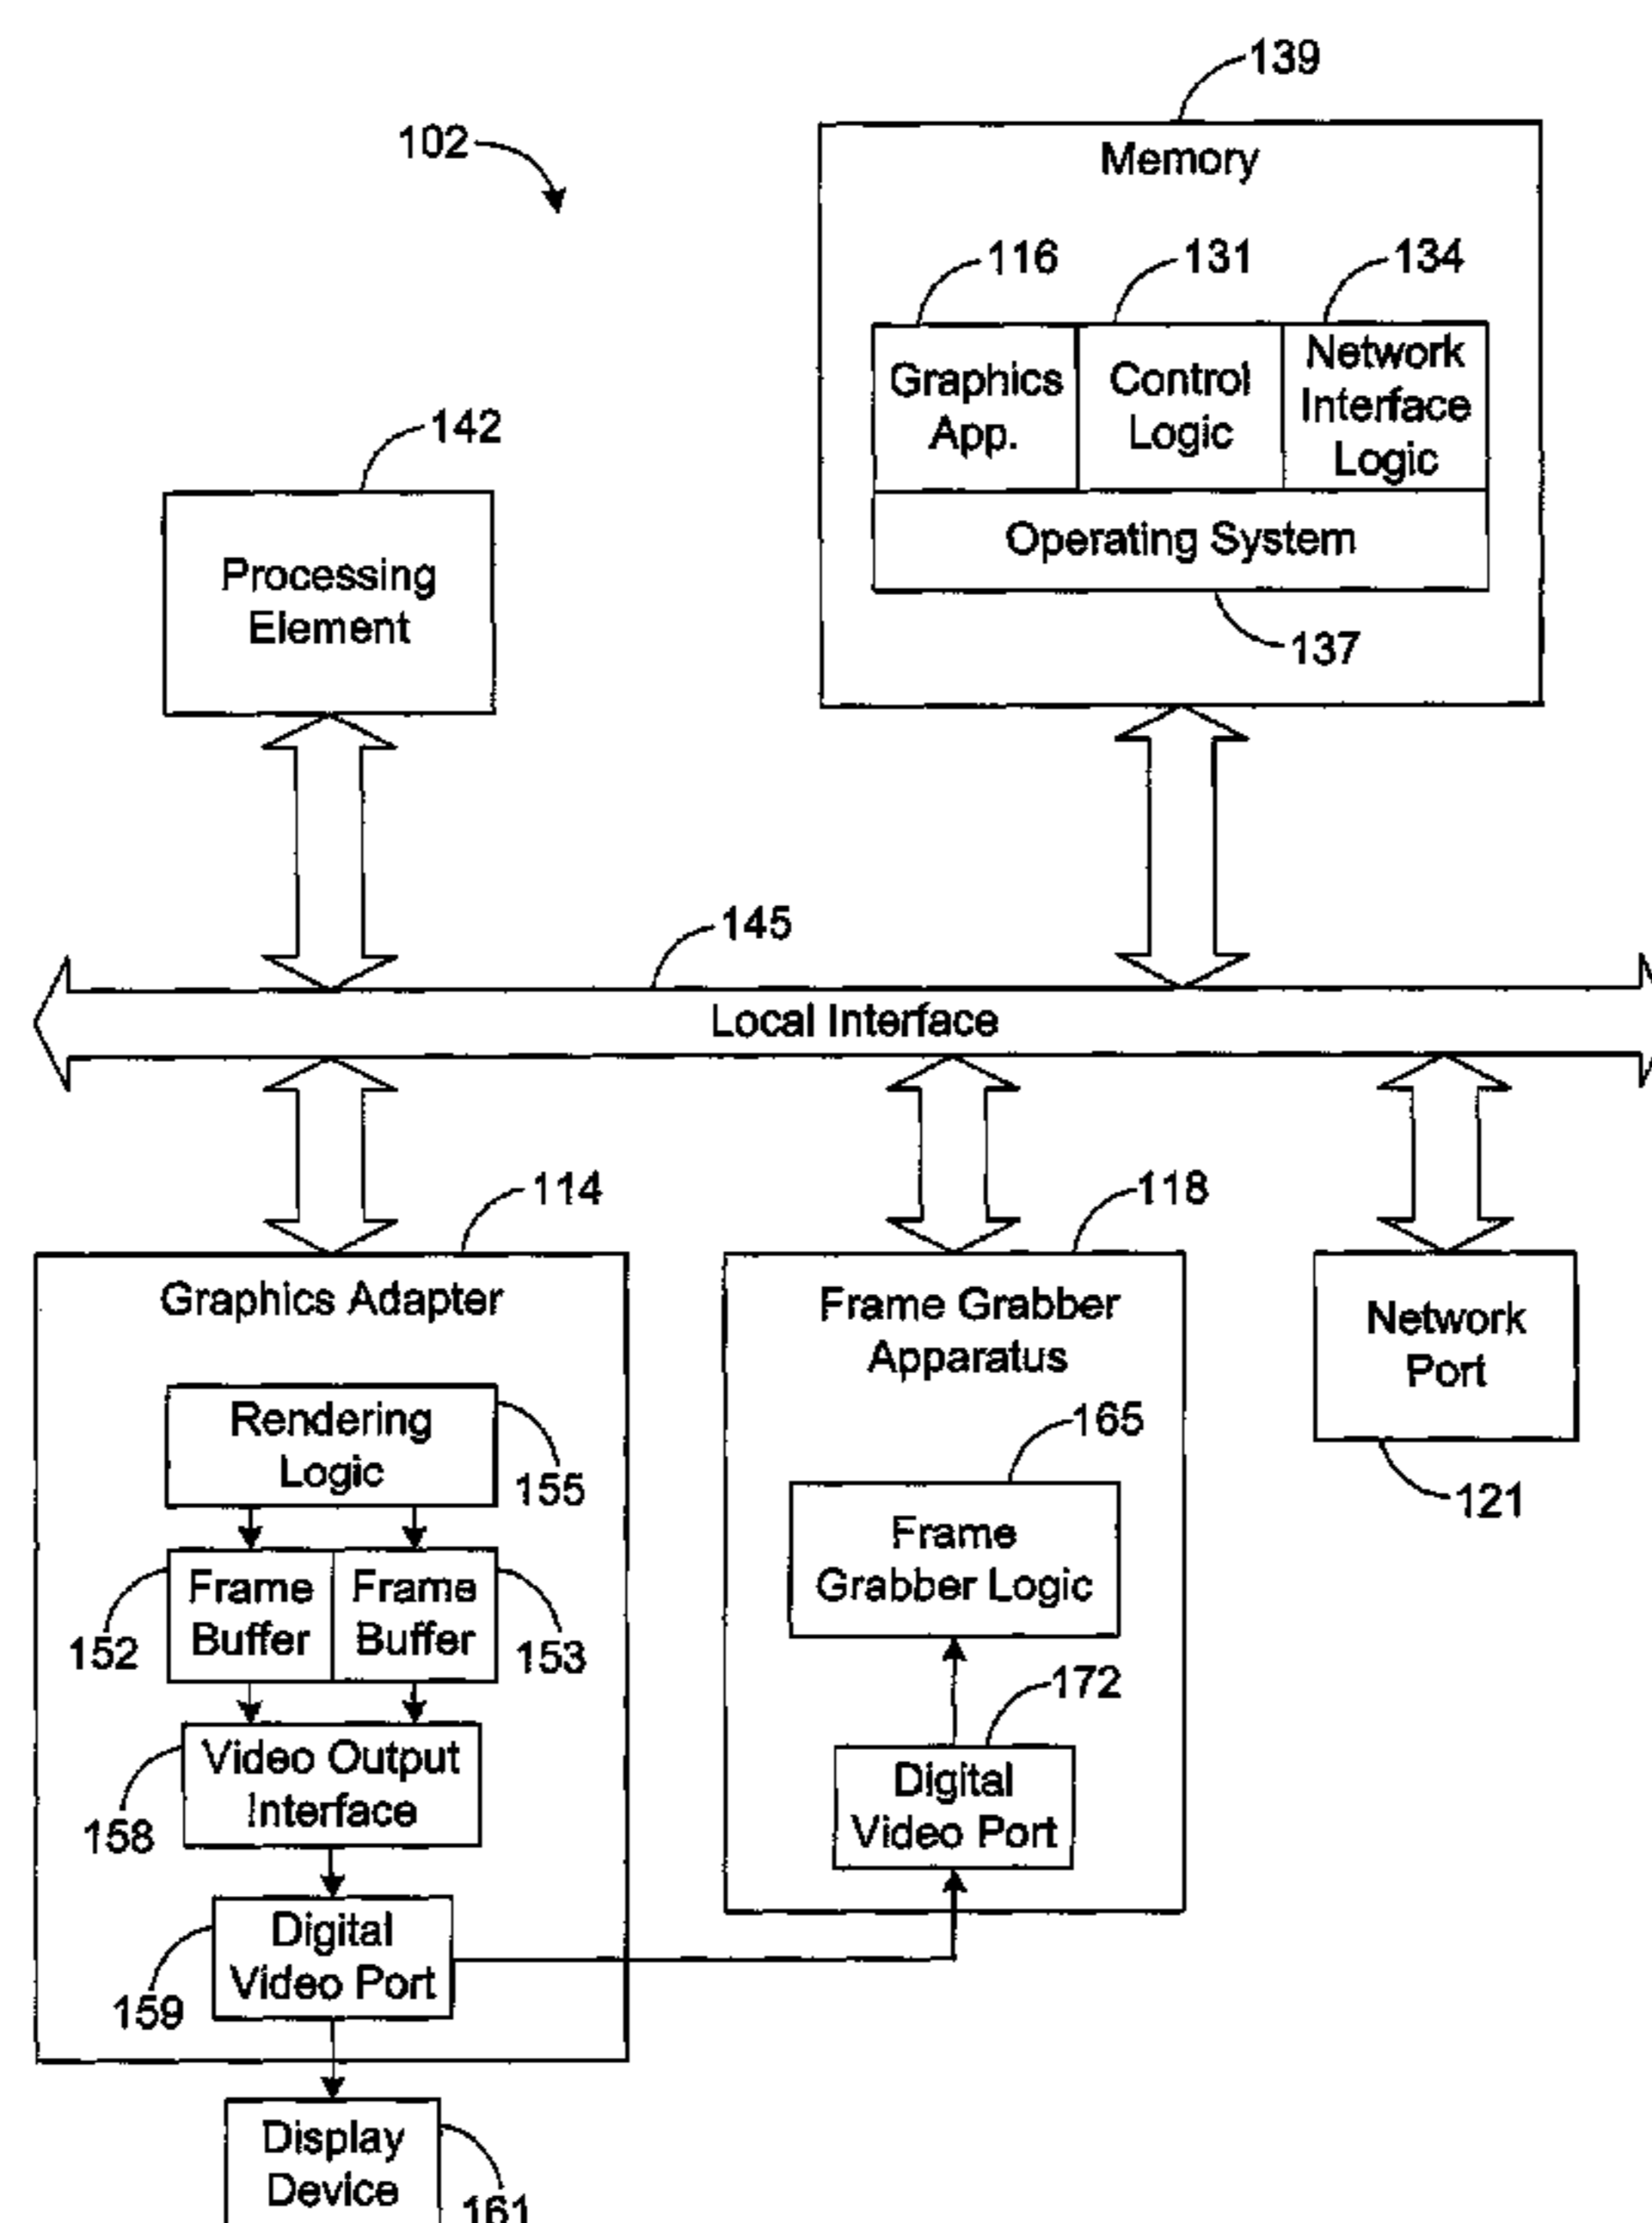 139
102
Memory
116
131
134
Graphics
App.
Control
Logic
Network
Interface
Logic
142
Processing
Element
Operating System
137
145
Local Interface
114
118
Graphics Adapter
Frame Grabber
Apparatus
Network
Port
Rendering
Logic
155
165
121
Frame
Buffer
Frame
Buffer
152
153
Frame
Grabber Logic
172
Video Output
Interface
158
Digital
Video Port
Digital
Video Port
159
Display
Device
161